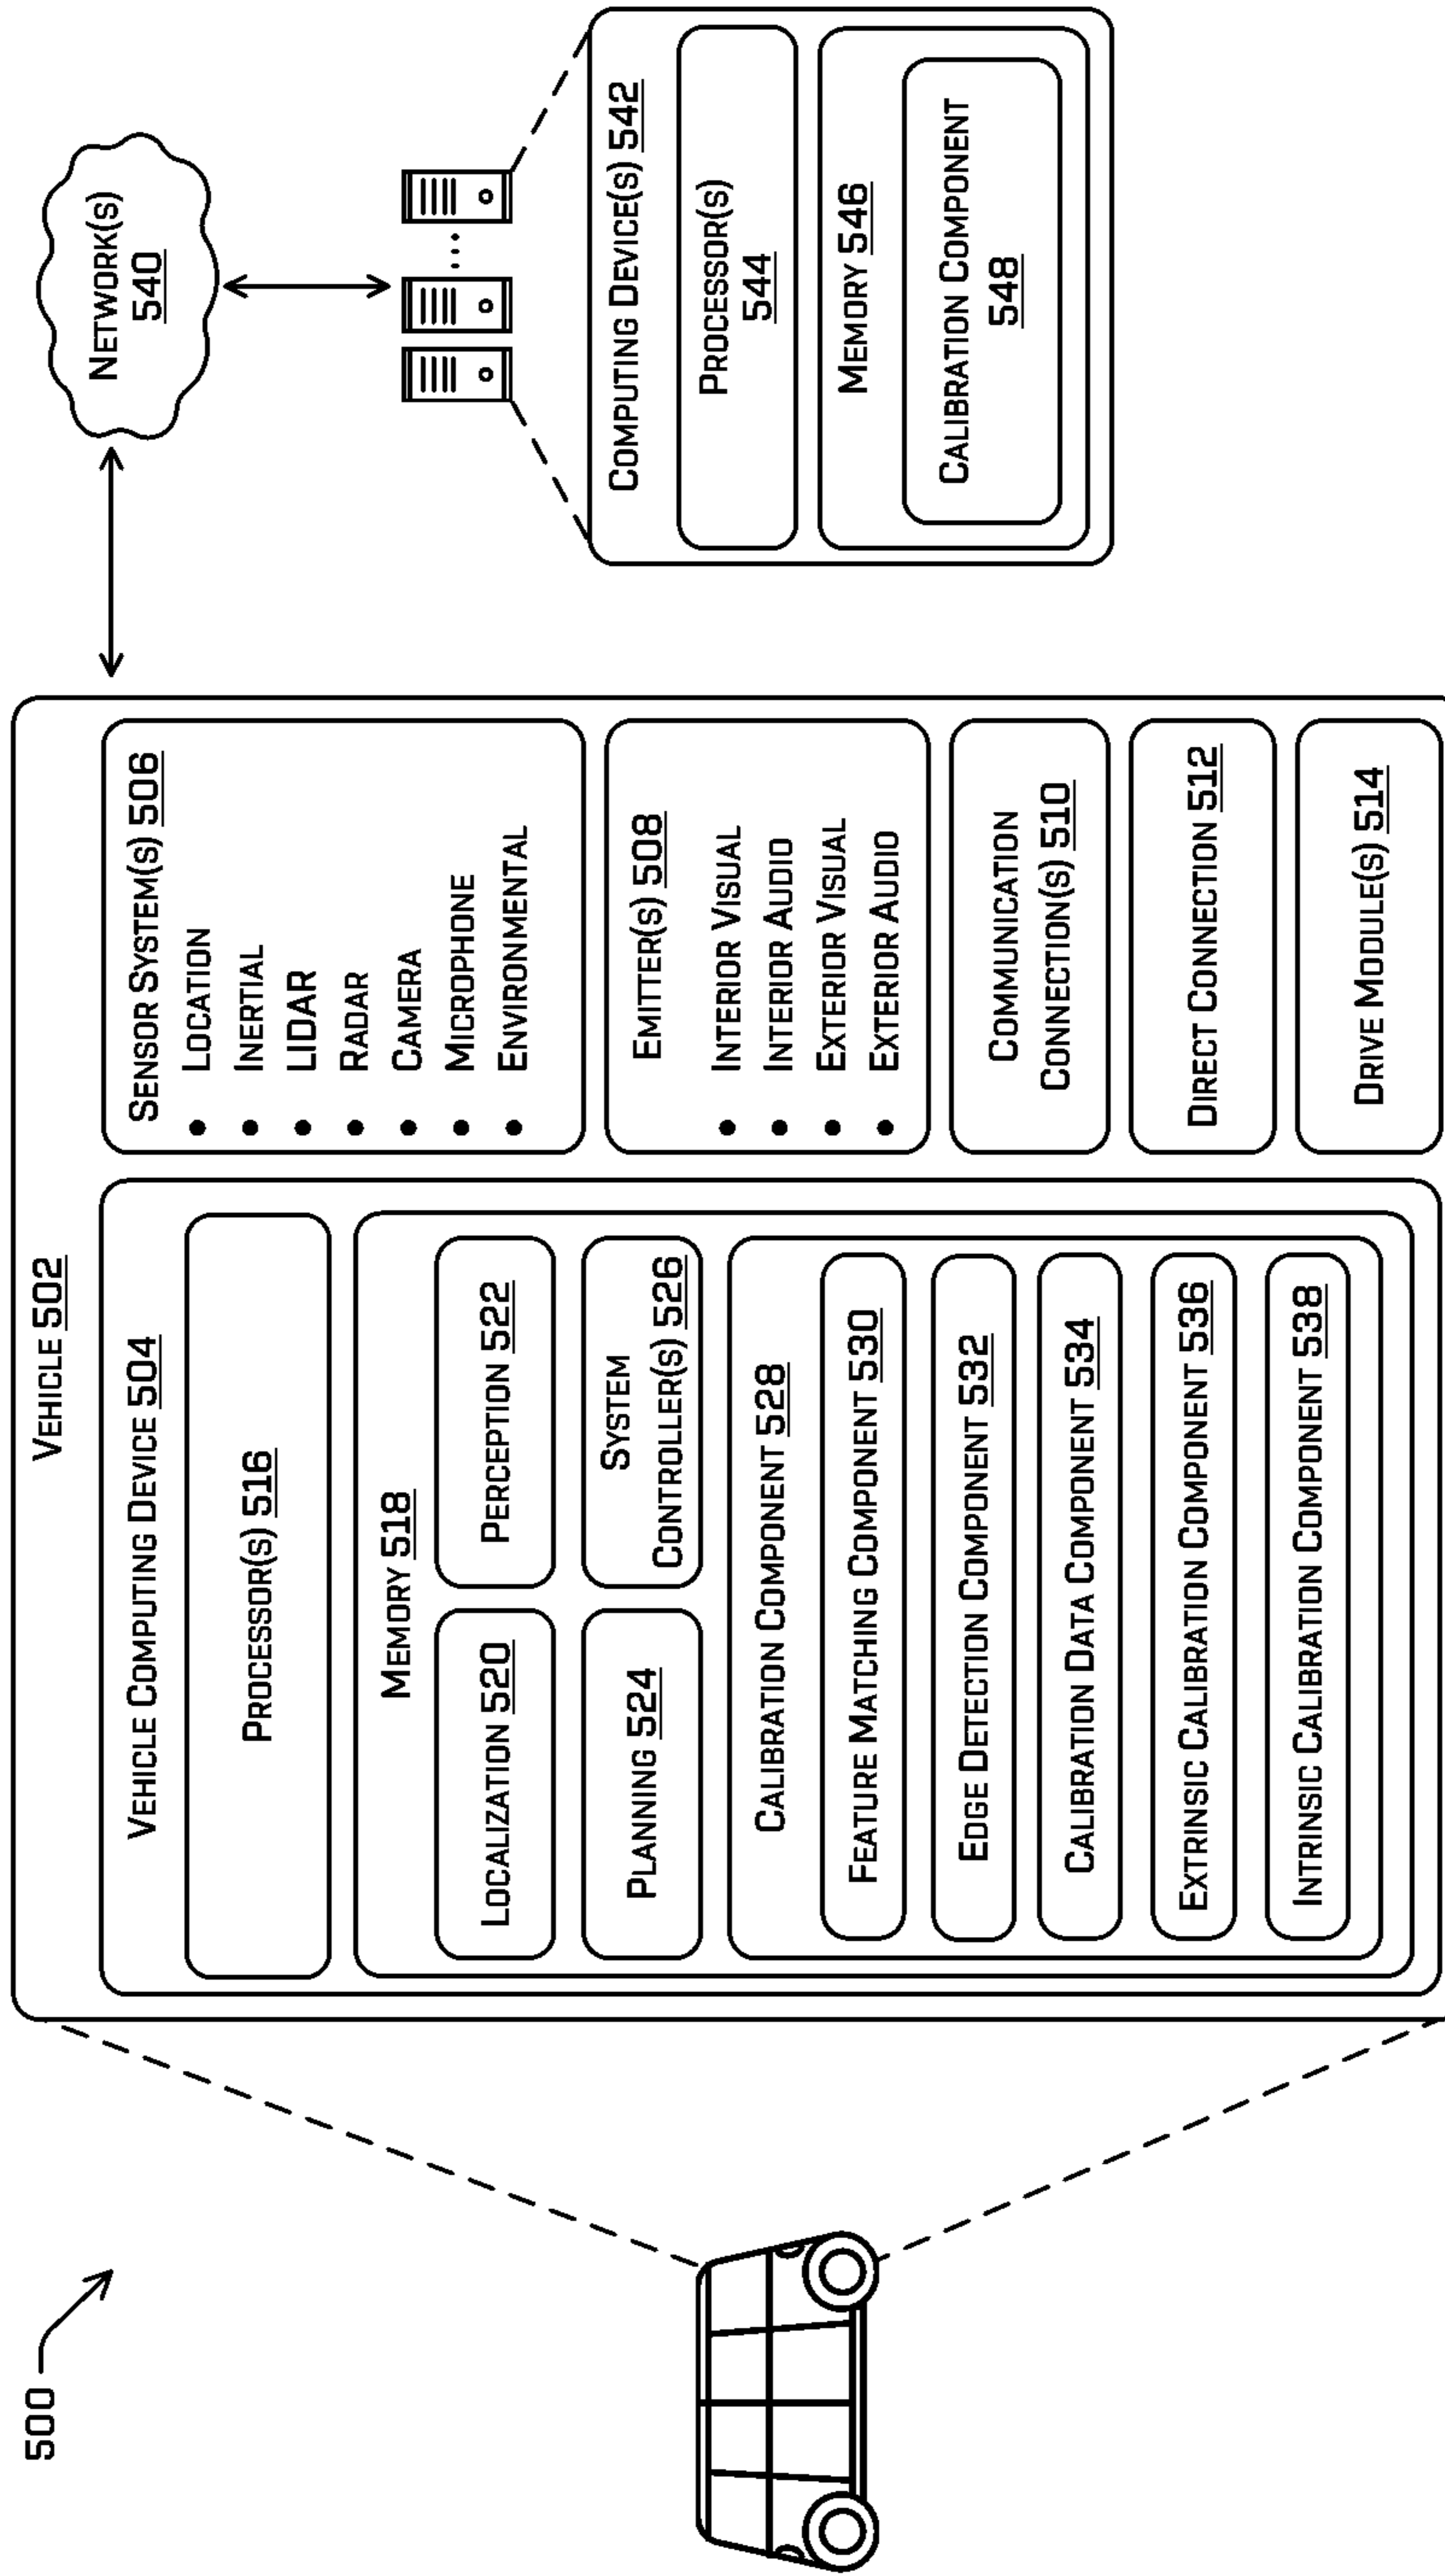 500
VEHICLE 502
VEHICLE COMPUTING DEVICE 504
PROCESSOR(S) 516
MEMORY 518
LOCALIZATION 520
PERCEPTION 522
PLANNING 524
SYSTEM
CONTROLLER(S) 526
CALIBRATION COMPONENT 528
FEATURE MATCHING COMPONENT 530
EDGE DETECTION COMPONENT 532
CALIBRATION DATA COMPONENT 534
EXTRINSIC CALIBRATION COMPONENT 536
INTRINSIC CALIBRATION COMPONENT 538
SENSOR SYSTEM(S) 506
• LOCATION
• INERTIAL
• LIDAR
• RADAR
• CAMERA
• MICROPHONE
• ENVIRONMENTAL
EMITTER(S) 508
• INTERIOR VISUAL
• INTERIOR AUDIO
• EXTERIOR VISUAL
• EXTERIOR AUDIO
COMMUNICATION
CONNECTION(S) 510
DIRECT CONNECTION 512
DRIVE MODULE(S) 514
NETWORK(S)
540
COMPUTING DEVICE(S) 542
PROCESSOR(S)
544
MEMORY 546
CALIBRATION COMPONENT
548